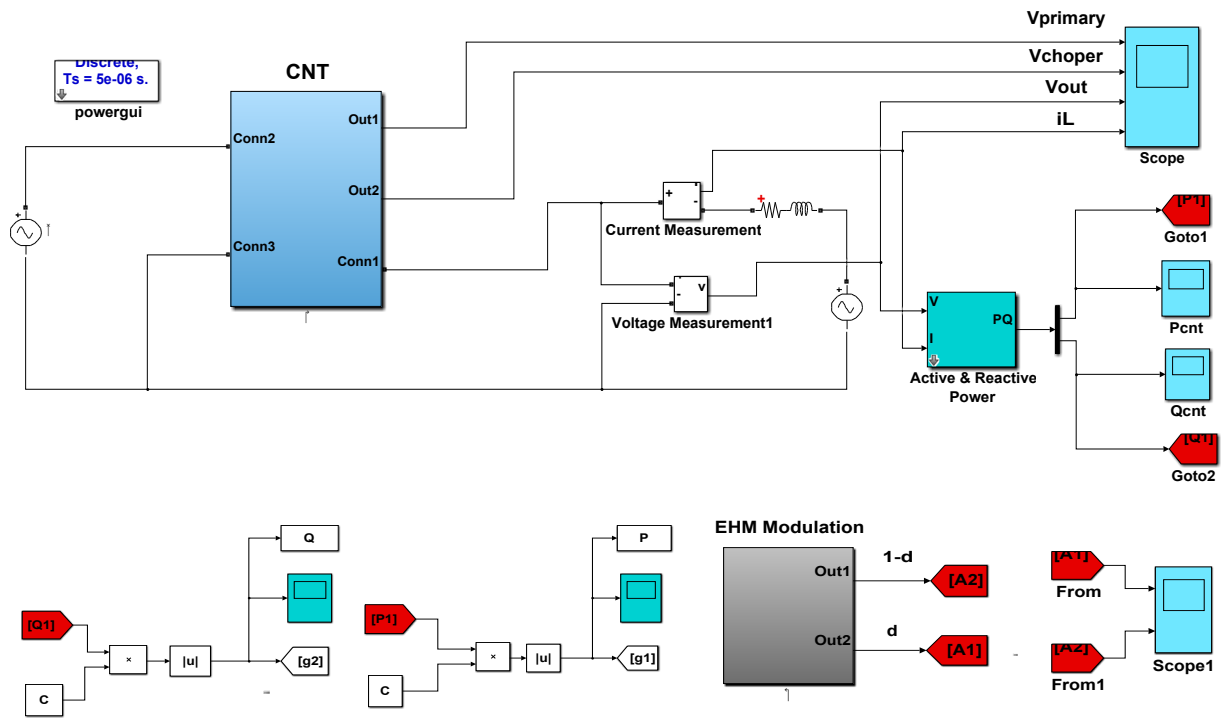 Vprimary
Discrete,
Ts = 5e-06 s.
powergui
CNT
Vchoper
Vout
iL
Scope
Conn2
Out1
Out2
Conn3
Conn1
+
+
-
Current Measurement
+
-
v
Voltage Measurement1
+
V
I
PQ
Active & Reactive
Power
[P1]
Goto1
Pcnt
Qcnt
[Q1]
Goto2
Q
[Q1]
×
|u|
[g2]
C
P
[P1]
×
|u|
[g1]
C
EHM Modulation
Out1
Out2
1-d
d
[A2]
[A1]
[A1]
From
[A2]
From1
Scope1